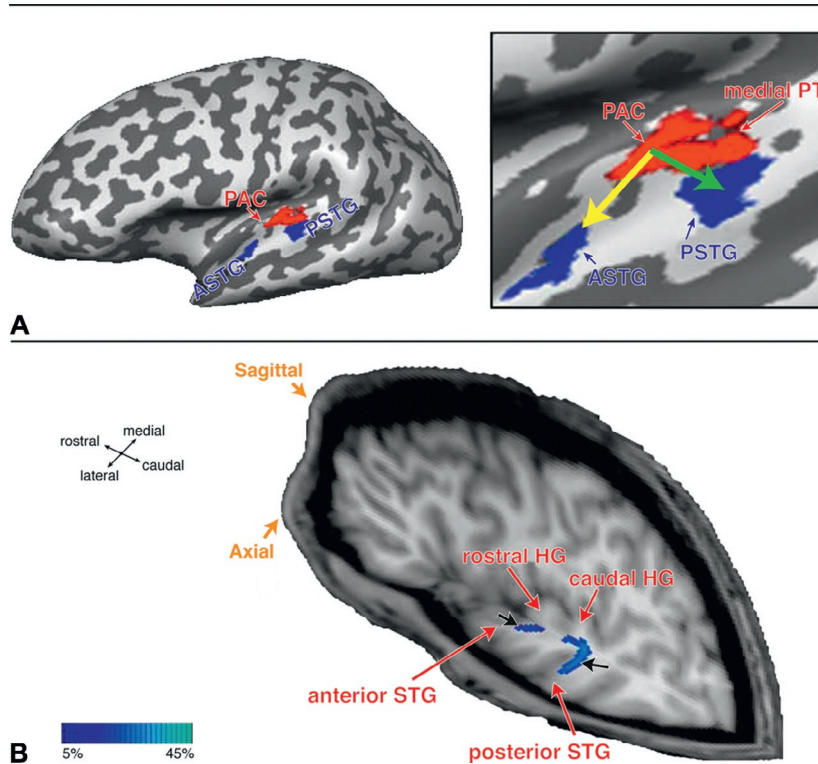 PAC
PSTG
ASTG
PAC
medial PT
PSTG
ASTG
A
Sagittal
medial
rostral
caudal
lateral
Axial
rostral HG
caudal HG
anterior STG
posterior STG
5%
45%
B